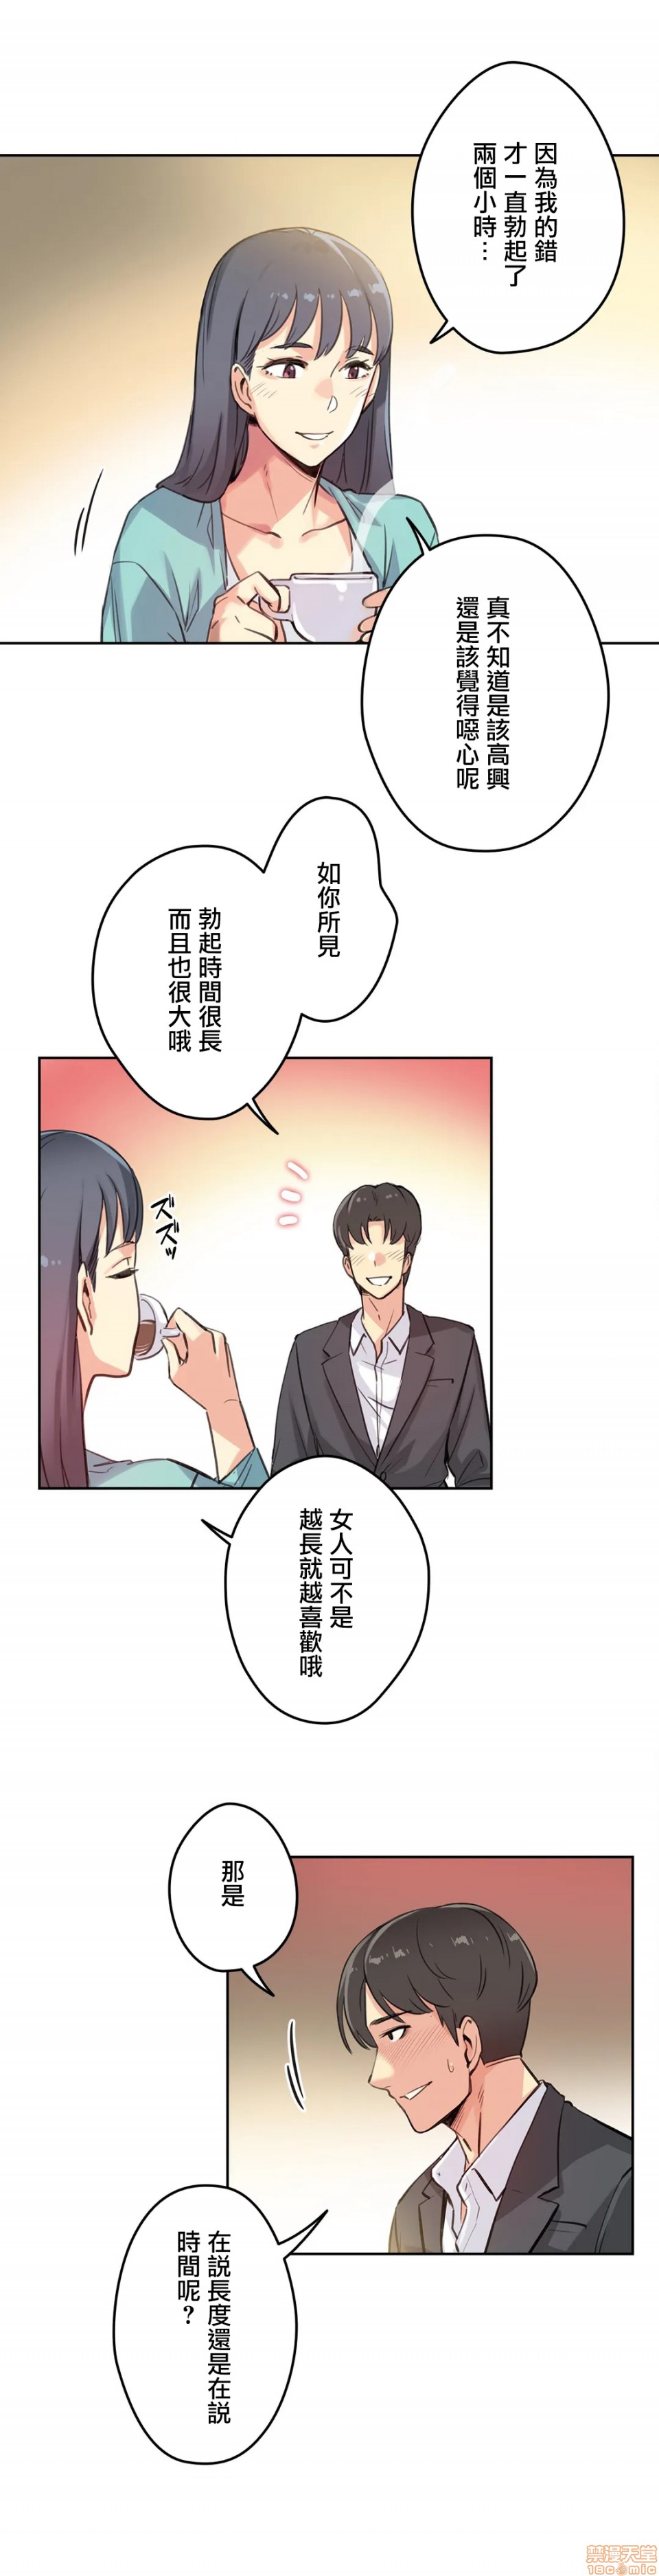 因為我的錯
才一直勃起了
兩個小時…
真不知道是該高興
還是該覺得噁心呢
如你所見
勃起時間很長
而且也很大哦
ズズッ
女人可不是
越長就越喜歡哦
那是
在説長度還是在説
時間呢?
禁漫天堂
18comic